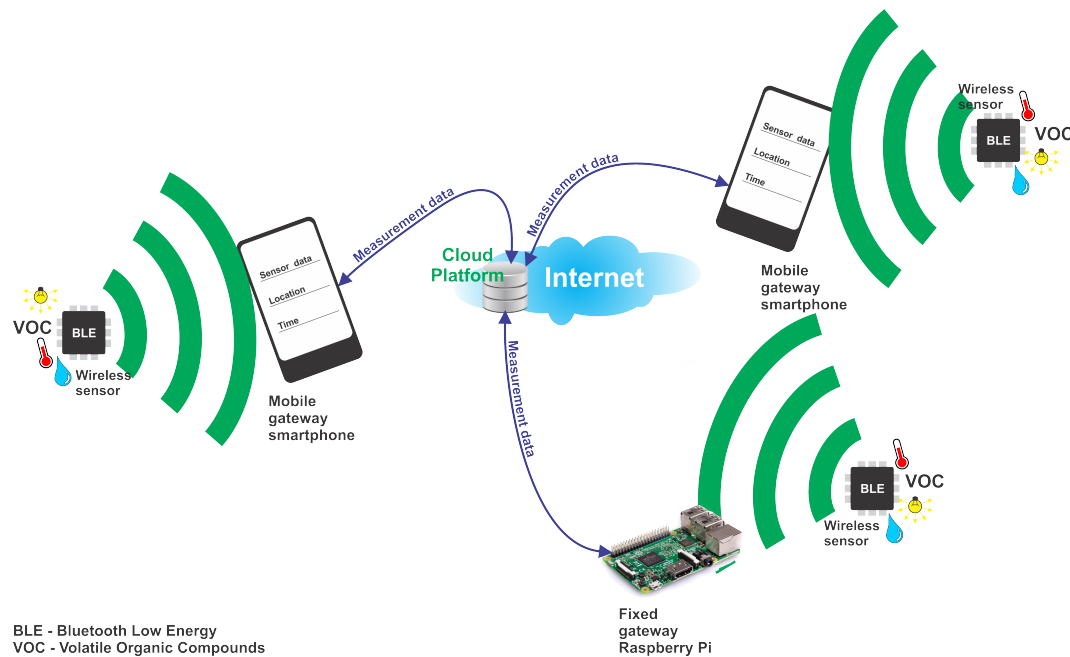 Wireless
sensor
BLE
VOC
Sensor data
Location
Time
Measurement data
Measurement data
Cloud
Platform
Internet
Mobile
gateway
smartphone
Sensor data
Location
Time
VOC
BLE
Wireless
sensor
Mobile
gateway
smartphone
Measurement data
BLE
VOC
Wireless
sensor
Fixed
gateway
Raspberry Pi
BLE - Bluetooth Low Energy
VOC - Volatile Organic Compounds